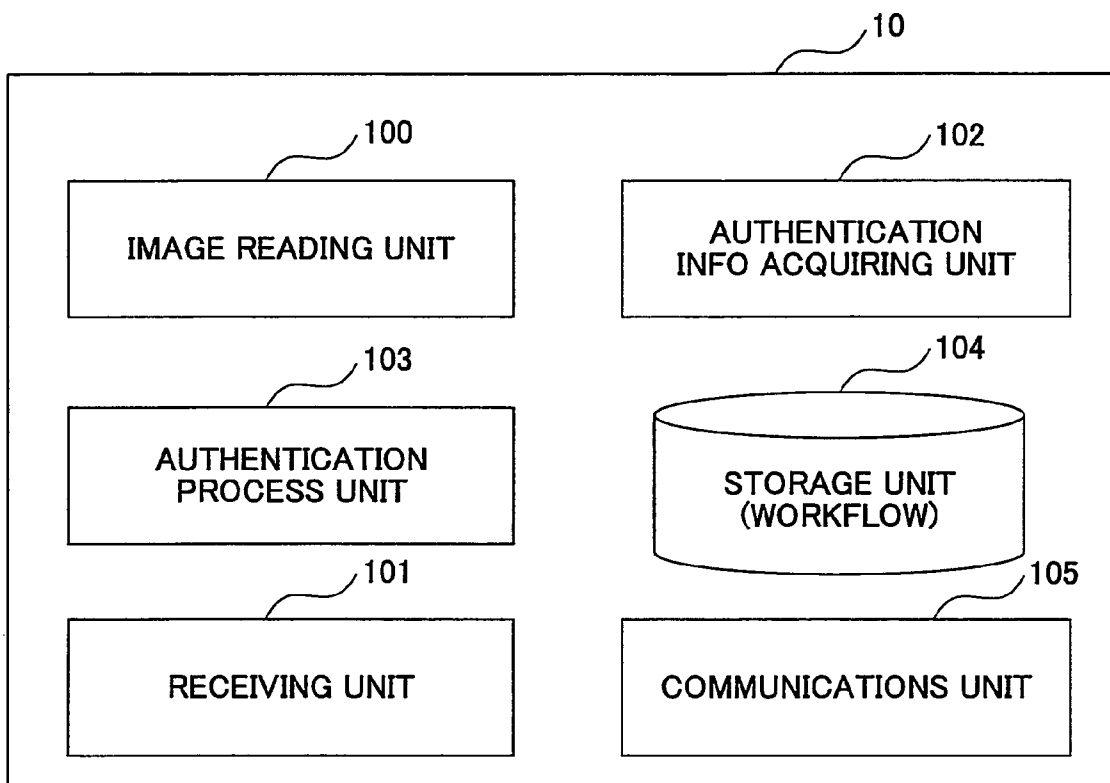 10
100
IMAGE READING UNIT
102
AUTHENTICATION
INFO ACQUIRING UNIT
103
AUTHENTICATION
PROCESS UNIT
104
STORAGE UNIT
(WORKFLOW)
101
RECEIVING UNIT
105
COMMUNICATIONS UNIT